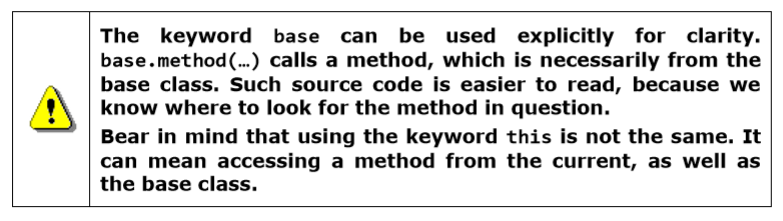 The keyword base can be used explicitly for clarity.
base.method(…) calls a method, which is necessarily from the
base class. Such source code is easier to read, because we
know where to look for the method in question.
Bear in mind that using the keyword this is not the same. It
can mean accessing a method from the current, as well as
the base class.